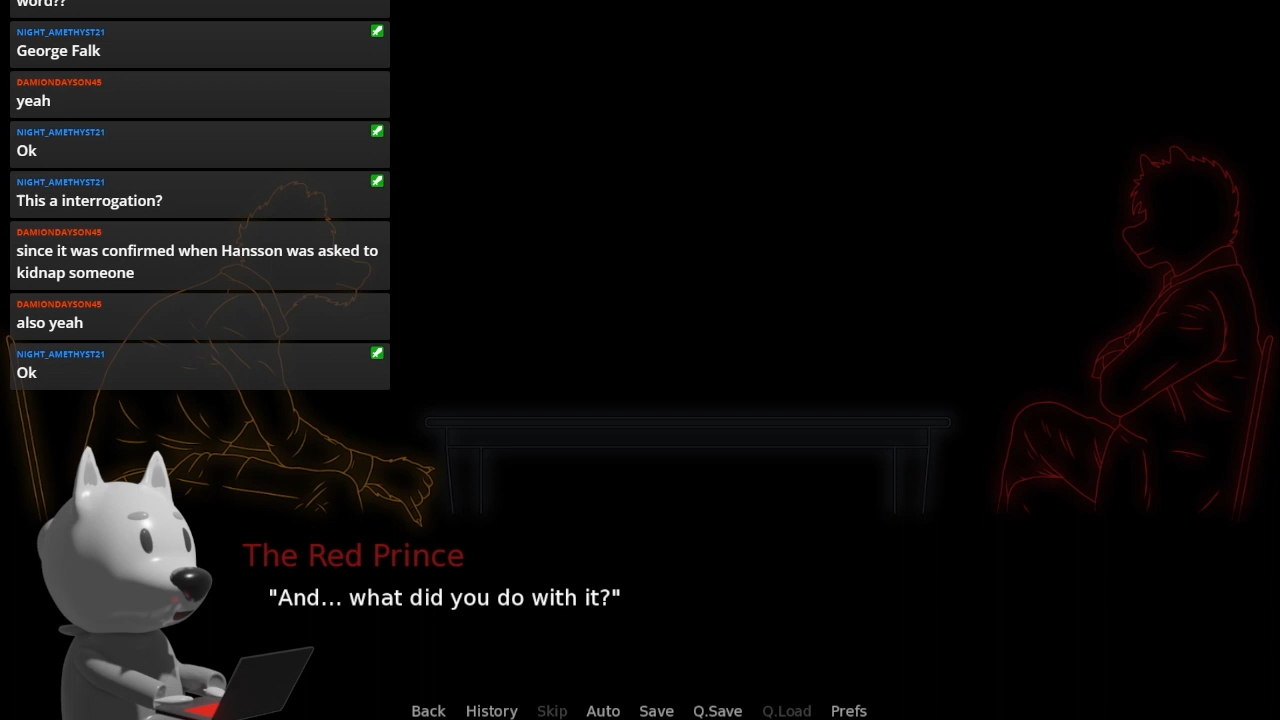 word??
NIGHT_AMETHYST21
George Falk
DAMIONDAYSON45
yeah
NIGHT_AMETHYST21
Ok
NIGHT_AMETHYST21
This a interrogation?
DAMIONDAYSON45
since it was confirmed when Hansson was asked to
kidnap someone
DAMIONDAYSON45
also yeah
NIGHT_AMETHYST21
Ok
The Red Prince
"And... what did you do with it?"
Back History Skip Auto Save Q.Save Q.Load Prefs